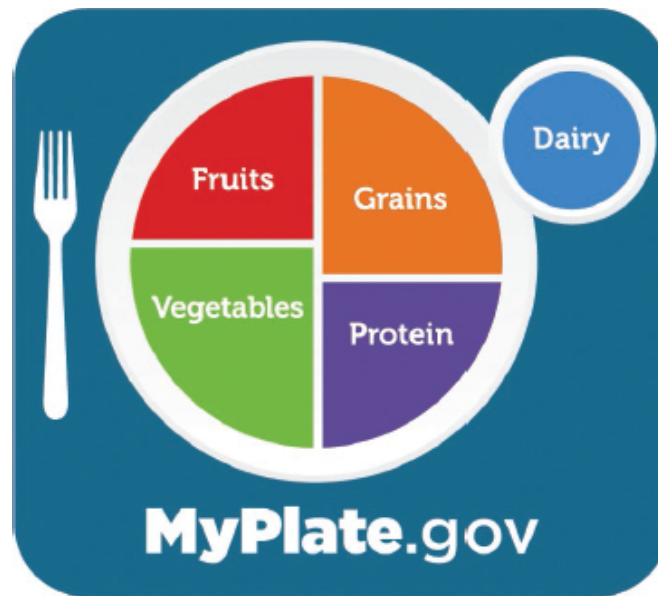 Dairy
Fruits
Grains
Vegetables
Protein
MyPlate.gov